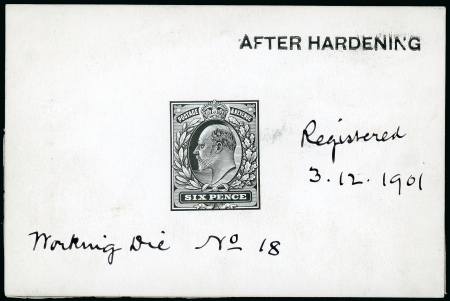 AFTER HARDENING
POSTAGE REVENUE
SIX PENCE
Registered
3.12.1901
Working Die No 18